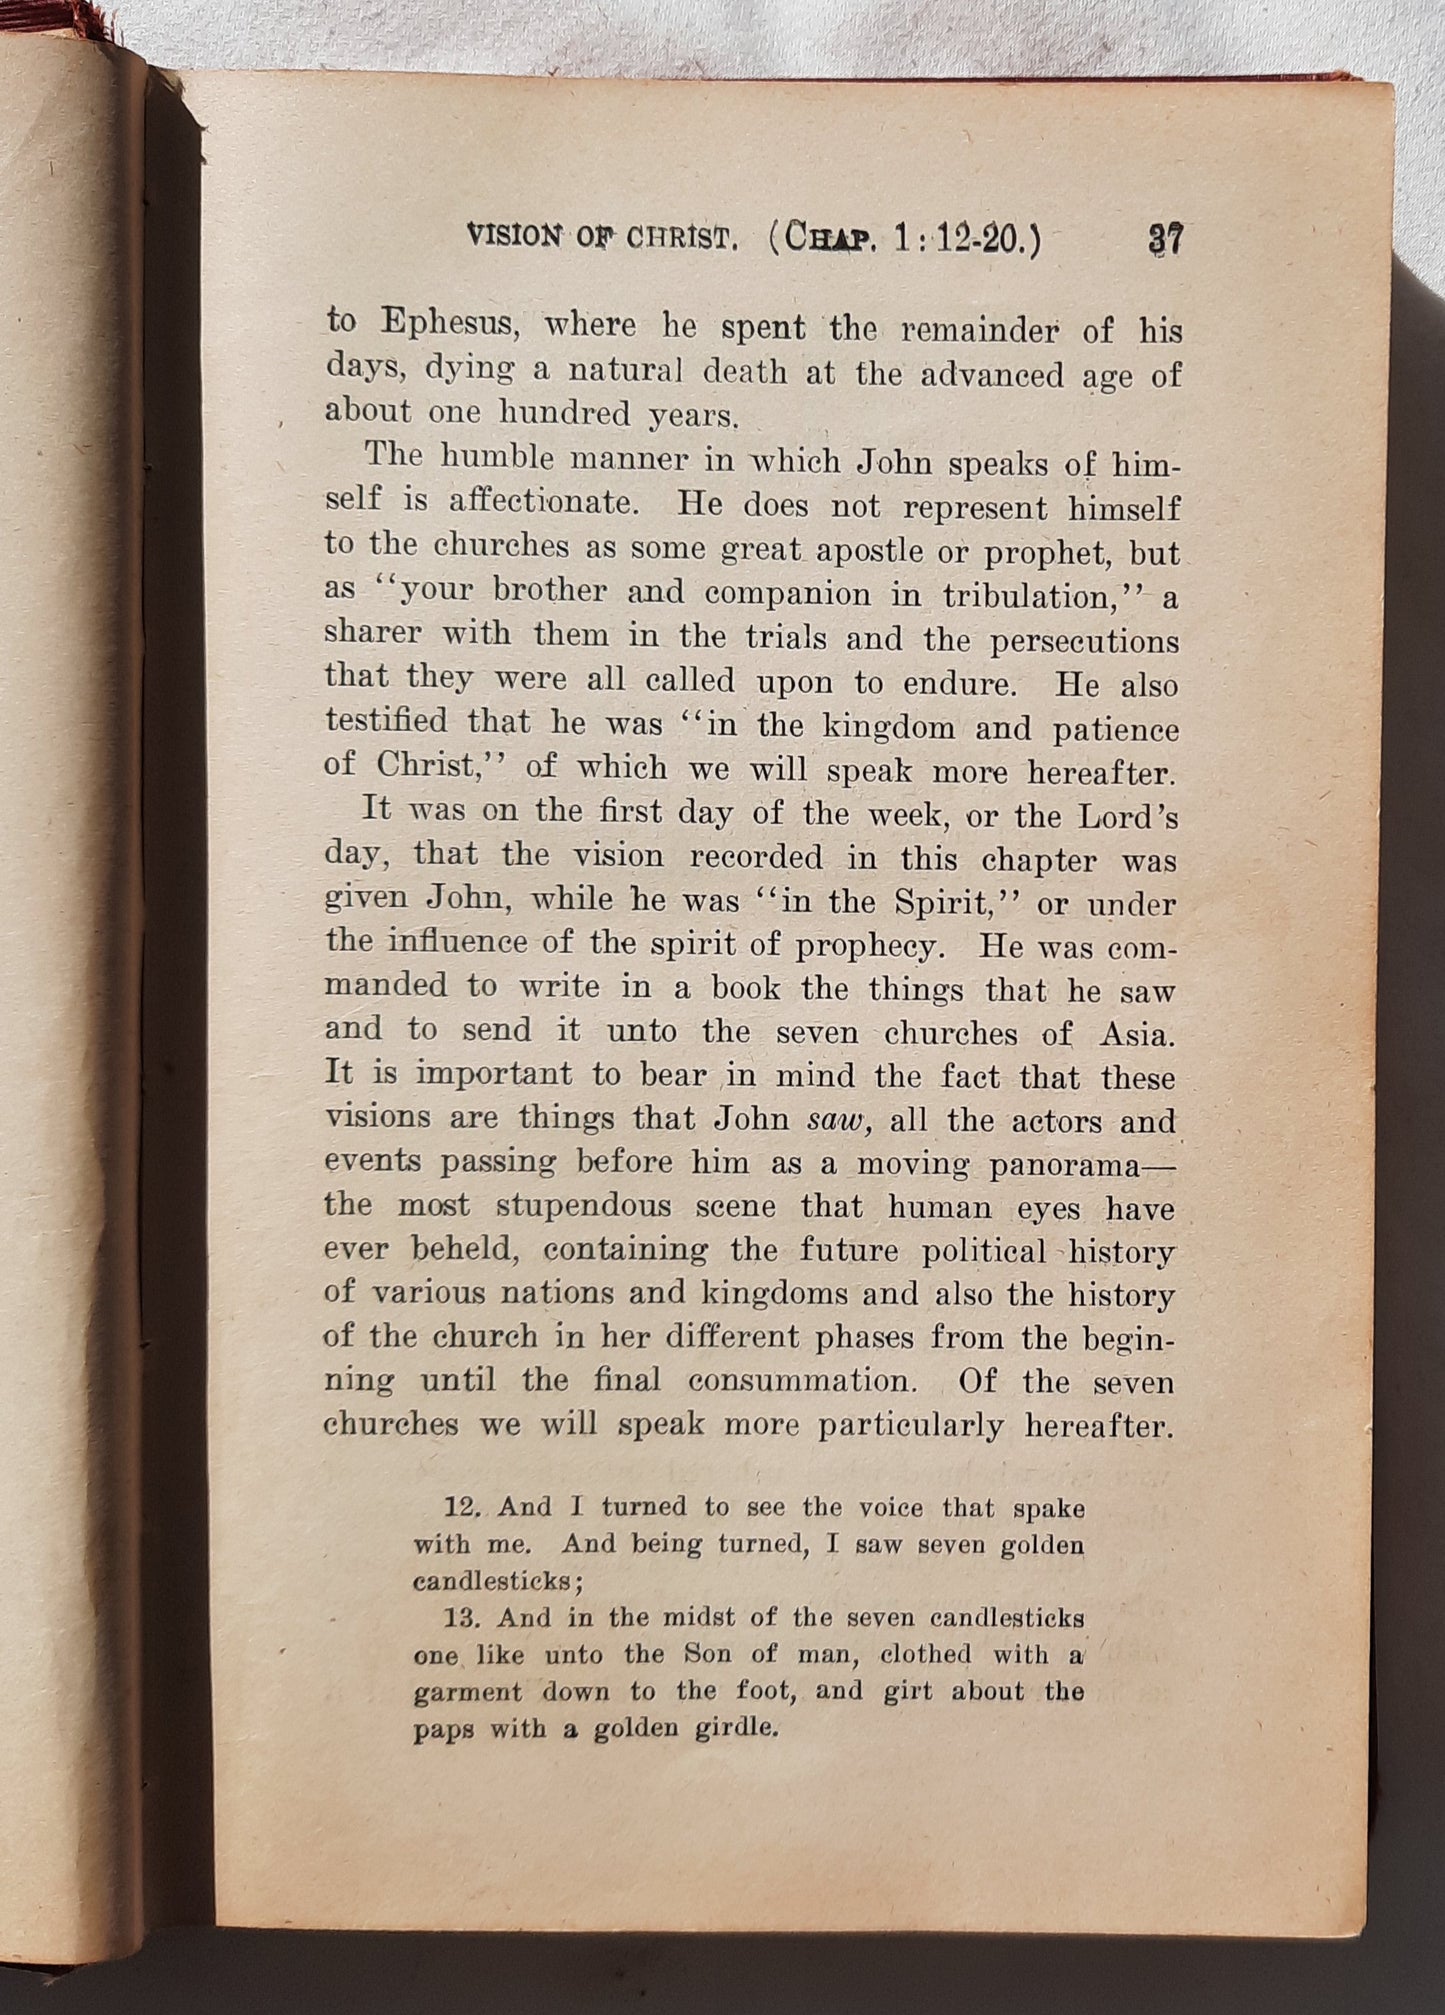 VISION OF CHRIST. (CHAP. 1:12-20.) 37
to Ephesus, where he spent the remainder of his
days, dying a natural death at the advanced age of
about one hundred years.
The humble manner in which John speaks of him-
self is affectionate. He does not represent himself
to the churches as some great apostle or prophet, but
as “your brother and companion in tribulation,” a
sharer with them in the trials and the persecutions
that they were all called upon to endure. He also
testified that he was “in the kingdom and patience
of Christ,” of which we will speak more hereafter.
It was on the first day of the week, or the Lord’s
day, that the vision recorded in this chapter was
given John, while he was “in the Spirit,” or under
the influence of the spirit of prophecy. He was com-
manded to write in a book the things that he saw
and to send it unto the seven churches of Asia.
It is important to bear in mind the fact that these
visions are things that John saw, all the actors and
events passing before him as a moving panorama—
the most stupendous scene that human eyes have
ever beheld, containing the future political history
of various nations and kingdoms and also the history
of the church in her different phases from the begin-
ning until the final consummation. Of the seven
churches we will speak more particularly hereafter.
12. And I turned to see the voice that spake
with me. And being turned, I saw seven golden
candlesticks;
13. And in the midst of the seven candlesticks
one like unto the Son of man, clothed with a
garment down to the foot, and girt about the
paps with a golden girdle.